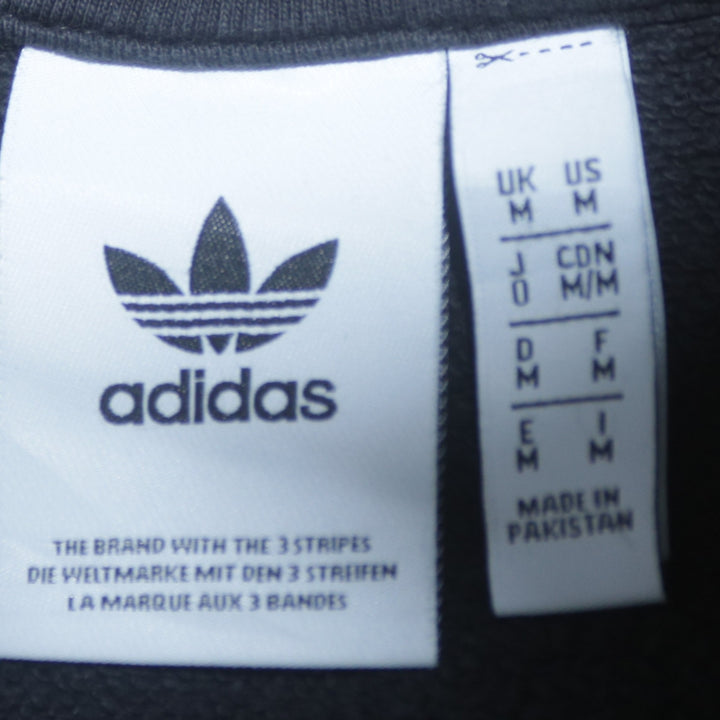 adidas
THE BRAND WITH THE 3 STRIPES
DIE WELTMARKE MIT DEN 3 STREIFEN
LA MARQUE AUX 3 BANDES
UK US
M M
J CDN
O M/M
D F
M M
E I
M M
MADE IN
PAKISTAN